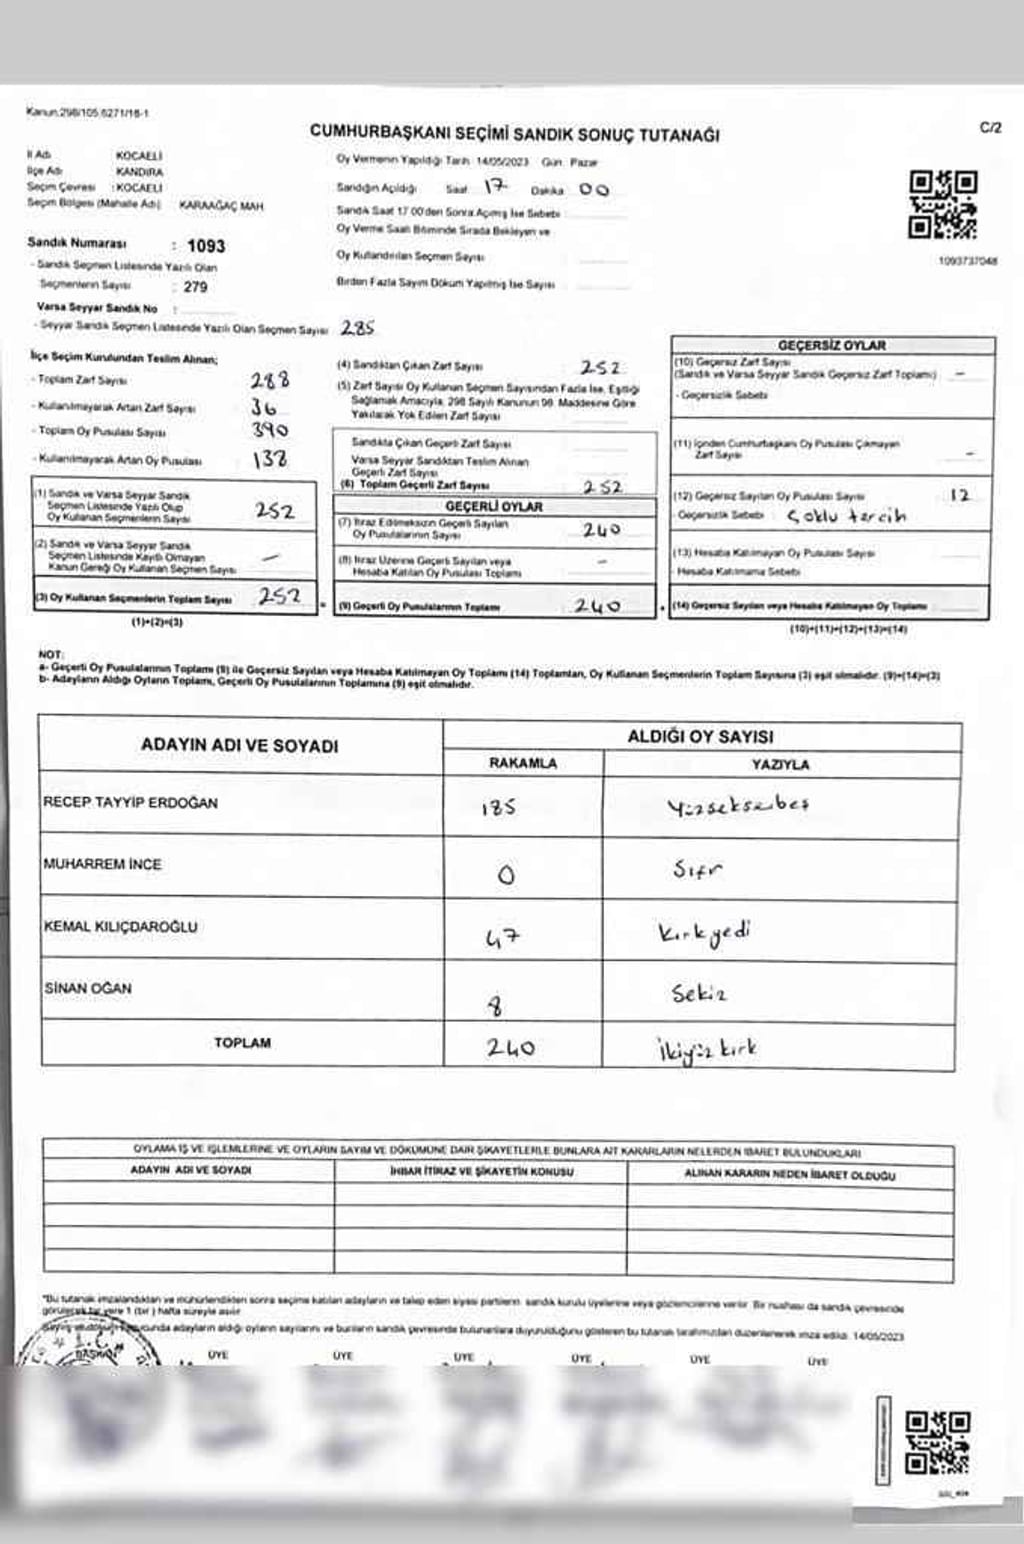 Kanun:298/105.6271/18-1
CUMHURBAŞKANI SEÇİMİ SANDIK SONUÇ TUTANAĞI
C/2
İl Adı KOCAELİ
İlçe Adı KANDIRA
Seçim Çevresi : KOCAELİ
Seçim Bölgesi (Mahalle Adı) KARAAĞAÇ MAH.
Sandık Numarası : 1093
- Sandık Seçmen Listesinde Yazılı Olan
Seçmenlerin Sayısı : 279
Varsa Seyyar Sandık No :
- Seyyar Sandık Seçmen Listesinde Yazılı Olan Seçmen Sayısı 285
Oy Vermenin Yapıldığı Tarih 14/05/2023 Gün Pazar
Sandığın Açıldığı Saat 17 Dakika 00
Sandık Saat 17 00'den Sonra Açılmış İse Sebebi
Oy Verme Saati Bitiminde Sırada Bekleyen ve
Oy Kullandırılan Seçmen Sayısı
Birden Fazla Sayım Döküm Yapılmış İse Sayısı
1093737048
İlçe Seçim Kurulundan Teslim Alınan;
- Toplam Zarf Sayısı 288
- Kullanılmayarak Artan Zarf Sayısı 36
- Toplam Oy Pusulası Sayısı 390
- Kullanılmayarak Artan Oy Pusulası 138
(1) Sandık ve Varsa Seyyar Sandık
Seçmen Listesinde Yazılı Olup
Oy Kullanan Seçmenlerin Sayısı 252
(2) Sandık ve Varsa Seyyar Sandık
Seçmen Listesinde Kayıtlı Olmayan
Kanun Gereği Oy Kullanan Seçmen Sayısı –
(3) Oy Kullanan Seçmenlerin Toplam Sayısı 252 =
(1)+(2)=(3)
(4) Sandıktan Çıkan Zarf Sayısı 252
(5) Zarf Sayısı Oy Kullanan Seçmen Sayısından Fazla İse, Eşitliği
Sağlamak Amacıyla, 298 Sayılı Kanunun 98. Maddesine Göre
Yakılarak Yok Edilen Zarf Sayısı
Sandıkta Çıkan Geçerli Zarf Sayısı
Varsa Seyyar Sandıktan Teslim Alınan
Geçerli Zarf Sayısı
(6) Toplam Geçerli Zarf Sayısı 252
GEÇERLİ OYLAR
(7) İtiraz Edilmeksizin Geçerli Sayılan
Oy Pusulalarının Sayısı 240
(8) İtiraz Üzerine Geçerli Sayılan veya
Hesaba Katılan Oy Pusulası Toplamı –
(9) Geçerli Oy Pusulalarının Toplamı 240 +
GEÇERSİZ OYLAR
(10) Geçersiz Zarf Sayısı
(Sandık ve Varsa Seyyar Sandık Geçersiz Zarf Toplamı) –
- Geçersizlik Sebebi
(11) İçinden Cumhurbaşkanı Oy Pusulası Çıkmayan
Zarf Sayısı –
(12) Geçersiz Sayılan Oy Pusulası Sayısı 12
- Geçersizlik Sebebi : Çoklu tercih
(13) Hesaba Katılmayan Oy Pusulası Sayısı
- Hesaba Katılmama Sebebi
(14) Geçersiz Sayılan veya Hesaba Katılmayan Oy Toplamı
(10)+(11)+(12)+(13)=(14)
NOT:
a- Geçerli Oy Pusulalarının Toplamı (9) ile Geçersiz Sayılan veya Hesaba Katılmayan Oy Toplamı (14) Toplamları, Oy Kullanan Seçmenlerin Toplam Sayısına (3) eşit olmalıdır. (9)+(14)=(3)
b- Adayların Aldığı Oyların Toplamı, Geçerli Oy Pusulalarının Toplamına (9) eşit olmalıdır.
ADAYIN ADI VE SOYADI
ALDIĞI OY SAYISI
RAKAMLA YAZIYLA
RECEP TAYYİP ERDOĞAN 185 Yüzseksenbeş
MUHARREM İNCE 0 Sıfır
KEMAL KILIÇDAROĞLU 47 Kırkyedi
SİNAN OĞAN 8 Sekiz
TOPLAM 240 İkiyüz kırk
OYLAMA İŞ VE İŞLEMLERİNE VE OYLARIN SAYIM VE DÖKÜMÜNE DAİR ŞİKAYETLERLE BUNLARA AİT KARARLARIN NELERDEN İBARET BULUNDUKLARI
ADAYIN ADI VE SOYADI İHBAR İTİRAZ VE ŞİKAYETİN KONUSU ALINAN KARARIN NEDEN İBARET OLDUĞU
*Bu tutanak imzalandıktan ve mühürlendikten sonra seçime katılan adayların ve talep eden siyasi partilerin sandık kurulu üyelerine veya gözlemcilerine verilir. Bir nüshası da sandık çevresinde
görülecek bir yere 1 (bir) hafta süreyle asılır
adayların aldığı oyların sayılarını ve bunların sandık çevresinde bulunanlara duyurulduğunu gösteren bu tutanak tarafımızdan düzenlenerek imza edildi. 14/05/2023
BAŞKAN ÜYE ÜYE ÜYE ÜYE ÜYE ÜYE